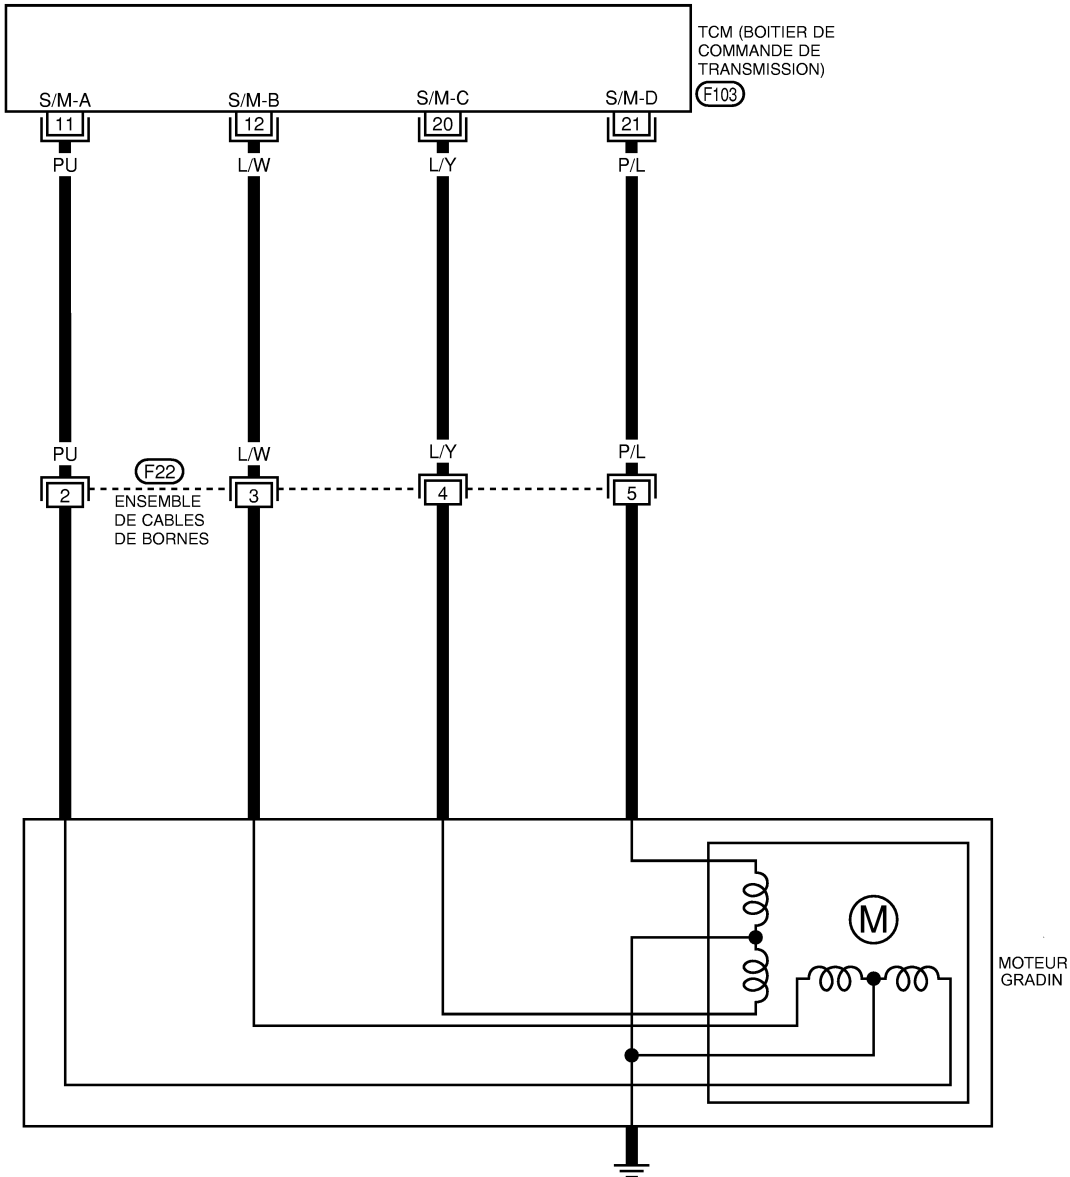 TCM (BOITIER DE
COMMANDE DE
TRANSMISSION)
F103
S/M-A S/M-B S/M-C S/M-D
11 12 20 21
PU L/W L/Y P/L
PU L/W L/Y P/L
F22
2 3 4 5
ENSEMBLE
DE CABLES
DE BORNES
M
MOTEUR
GRADIN